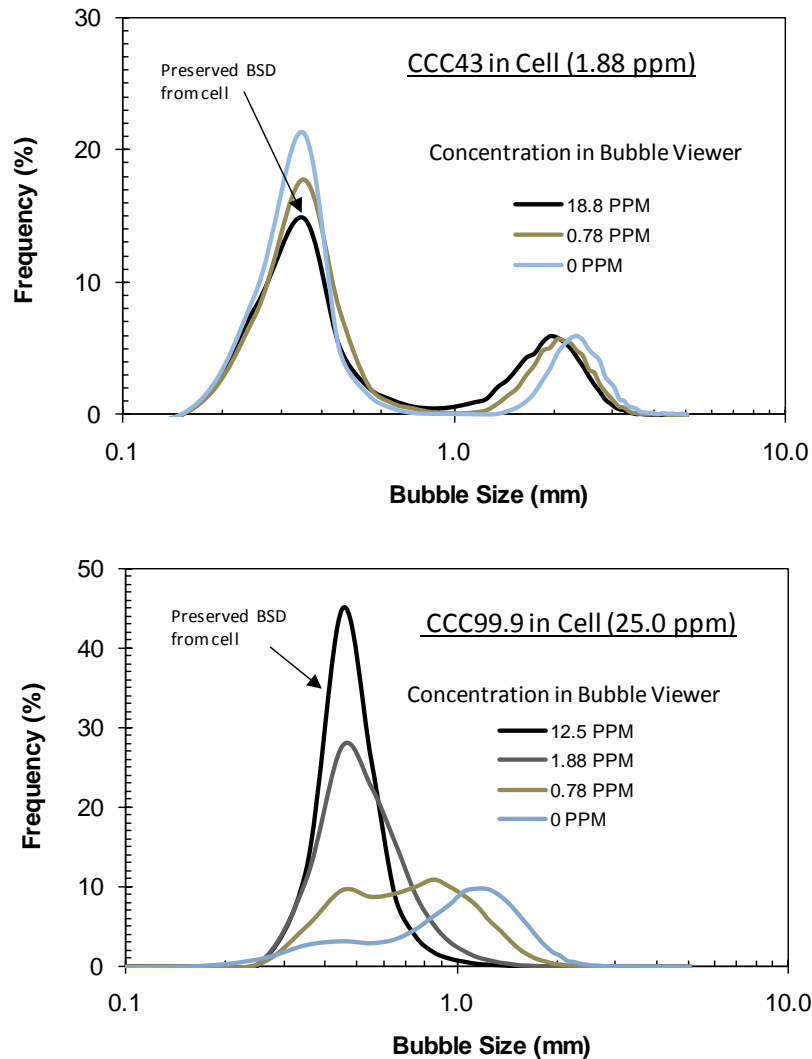 30
20
10
0
0.1
1.0
10.0
Frequency (%)
Bubble Size (mm)
Preserved BSD
from cell
CCC43 in Cell (1.88 ppm)
Concentration in Bubble Viewer
18.8 PPM
0.78 PPM
0 PPM
50
40
30
20
10
0
0.1
1.0
10.0
Frequency (%)
Bubble Size (mm)
Preserved BSD
from cell
CCC99.9 in Cell (25.0 ppm)
Concentration in Bubble Viewer
12.5 PPM
1.88 PPM
0.78 PPM
0 PPM